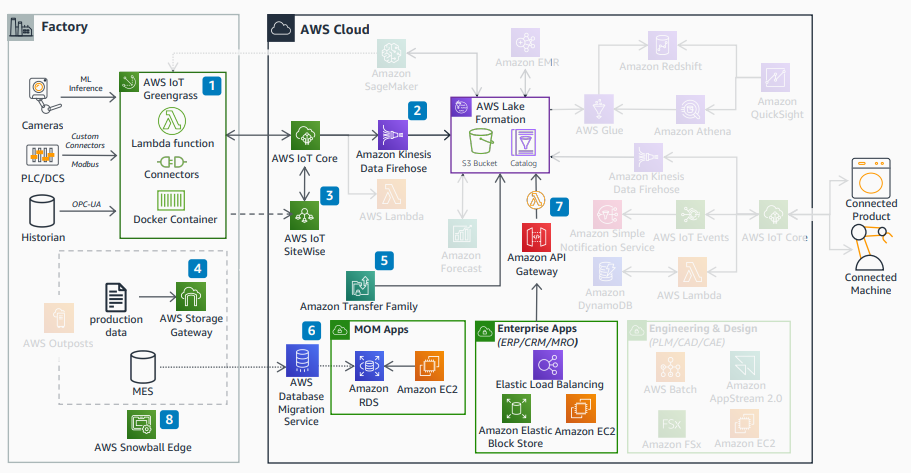 Factory
AWS Cloud
ML
Inference
Cameras
Custom
Connectors
Modbus
PLC/DCS
OPC-UA
Historian
AWS IoT
Greengrass
1
Lambda function
Connectors
Docker Container
Amazon
SageMaker
Amazon EMR
Amazon Redshift
Amazon
QuickSight
AWS Glue
Amazon Athena
2
AWS Lake
Formation
S3 Bucket
Catalog
AWS IoT Core
Amazon Kinesis
Data Firehose
3
AWS IoT
SiteWise
AWS Lambda
Amazon
Forecast
Amazon Kinesis
Data Firehose
7
Amazon API
Gateway
Amazon Simple
Notification Service
AWS IoT Events
AWS IoT Core
Amazon
DynamoDB
AWS Lambda
Connected
Product
Connected
Machine
4
production
data
AWS Storage
Gateway
AWS Outposts
MES
5
Amazon Transfer Family
6
AWS
Database
Migration
Service
MOM Apps
Amazon
RDS
Amazon EC2
Enterprise Apps
(ERP/CRM/MRO)
Elastic Load Balancing
Amazon Elastic
Block Store
Amazon EC2
Engineering & Design
(PLM/CAD/CAE)
AWS Batch
Amazon
AppStream 2.0
FSx
Amazon FSx
Amazon EC2
8
AWS Snowball Edge